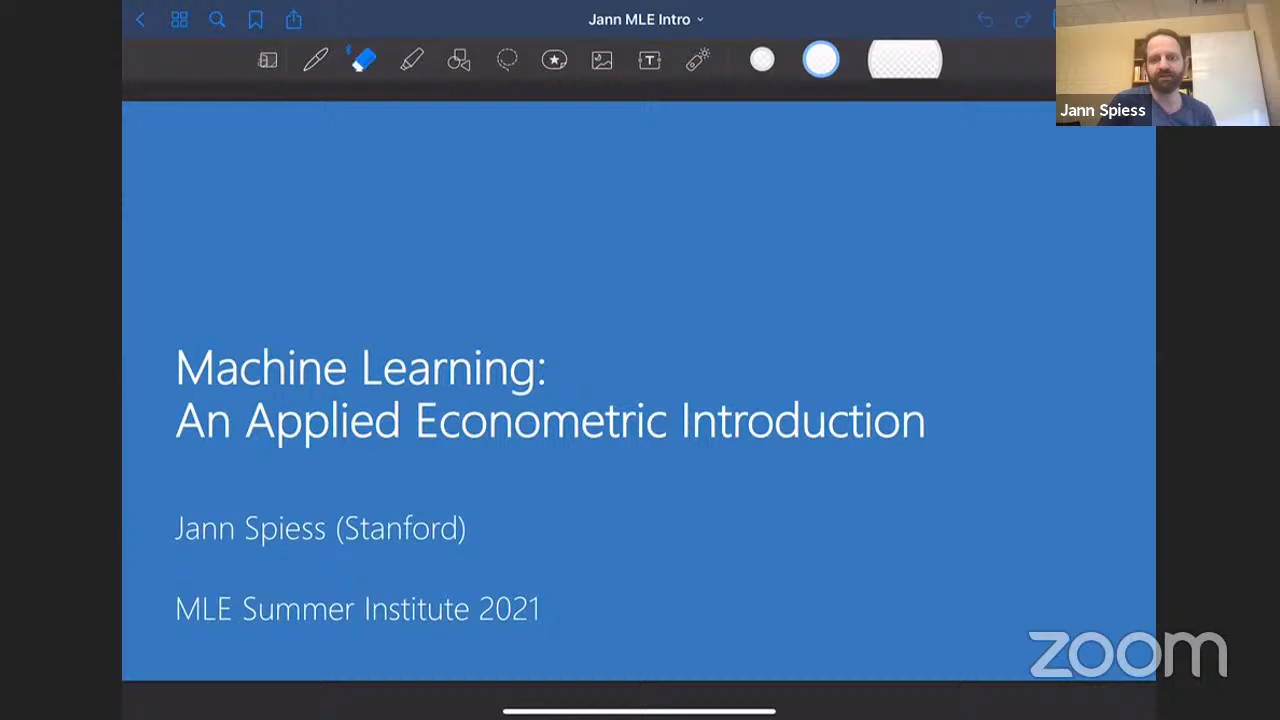 Jann MLE Intro
Jann Spiess
Machine Learning:
An Applied Econometric Introduction
Jann Spiess (Stanford)
MLE Summer Institute 2021
zoom